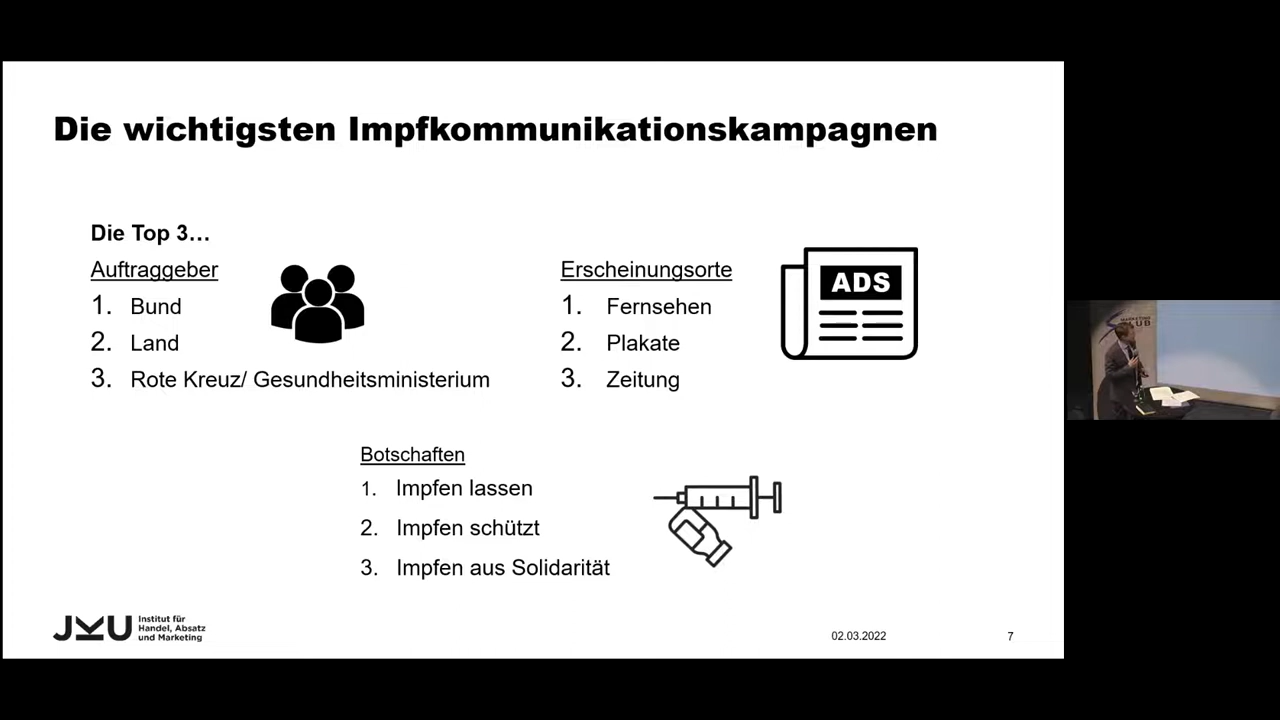 Die wichtigsten Impfkommunikationskampagnen
Die Top 3…
Auftraggeber
1. Bund
2. Land
3. Rote Kreuz/ Gesundheitsministerium
Erscheinungsorte
1. Fernsehen
2. Plakate
3. Zeitung
ADS
Botschaften
1. Impfen lassen
2. Impfen schützt
3. Impfen aus Solidarität
JKU
Institut für
Handel, Absatz
und Marketing
02.03.2022
7
MARKETING
CLUB